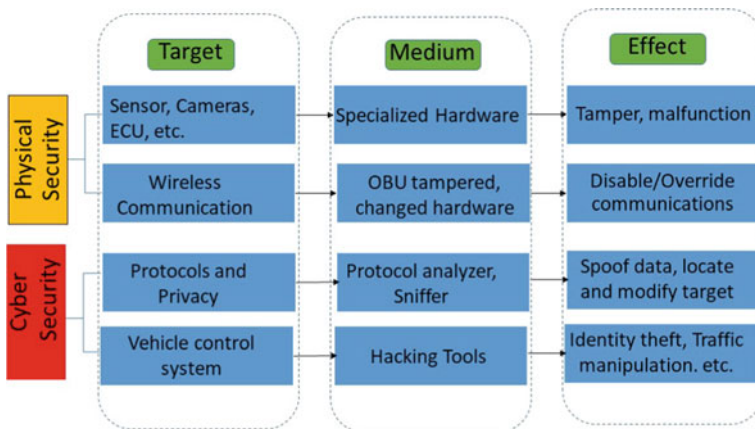 Target
Medium
Effect
Physical
Security
Sensor, Cameras,
ECU, etc.
Specialized Hardware
Tamper, malfunction
Wireless
Communication
OBU tampered,
changed hardware
Disable/Override
communications
Cyber
Security
Protocols and
Privacy
Protocol analyzer,
Sniffer
Spoof data, locate
and modify target
Vehicle control
system
Hacking Tools
Identity theft, Traffic
manipulation. etc.